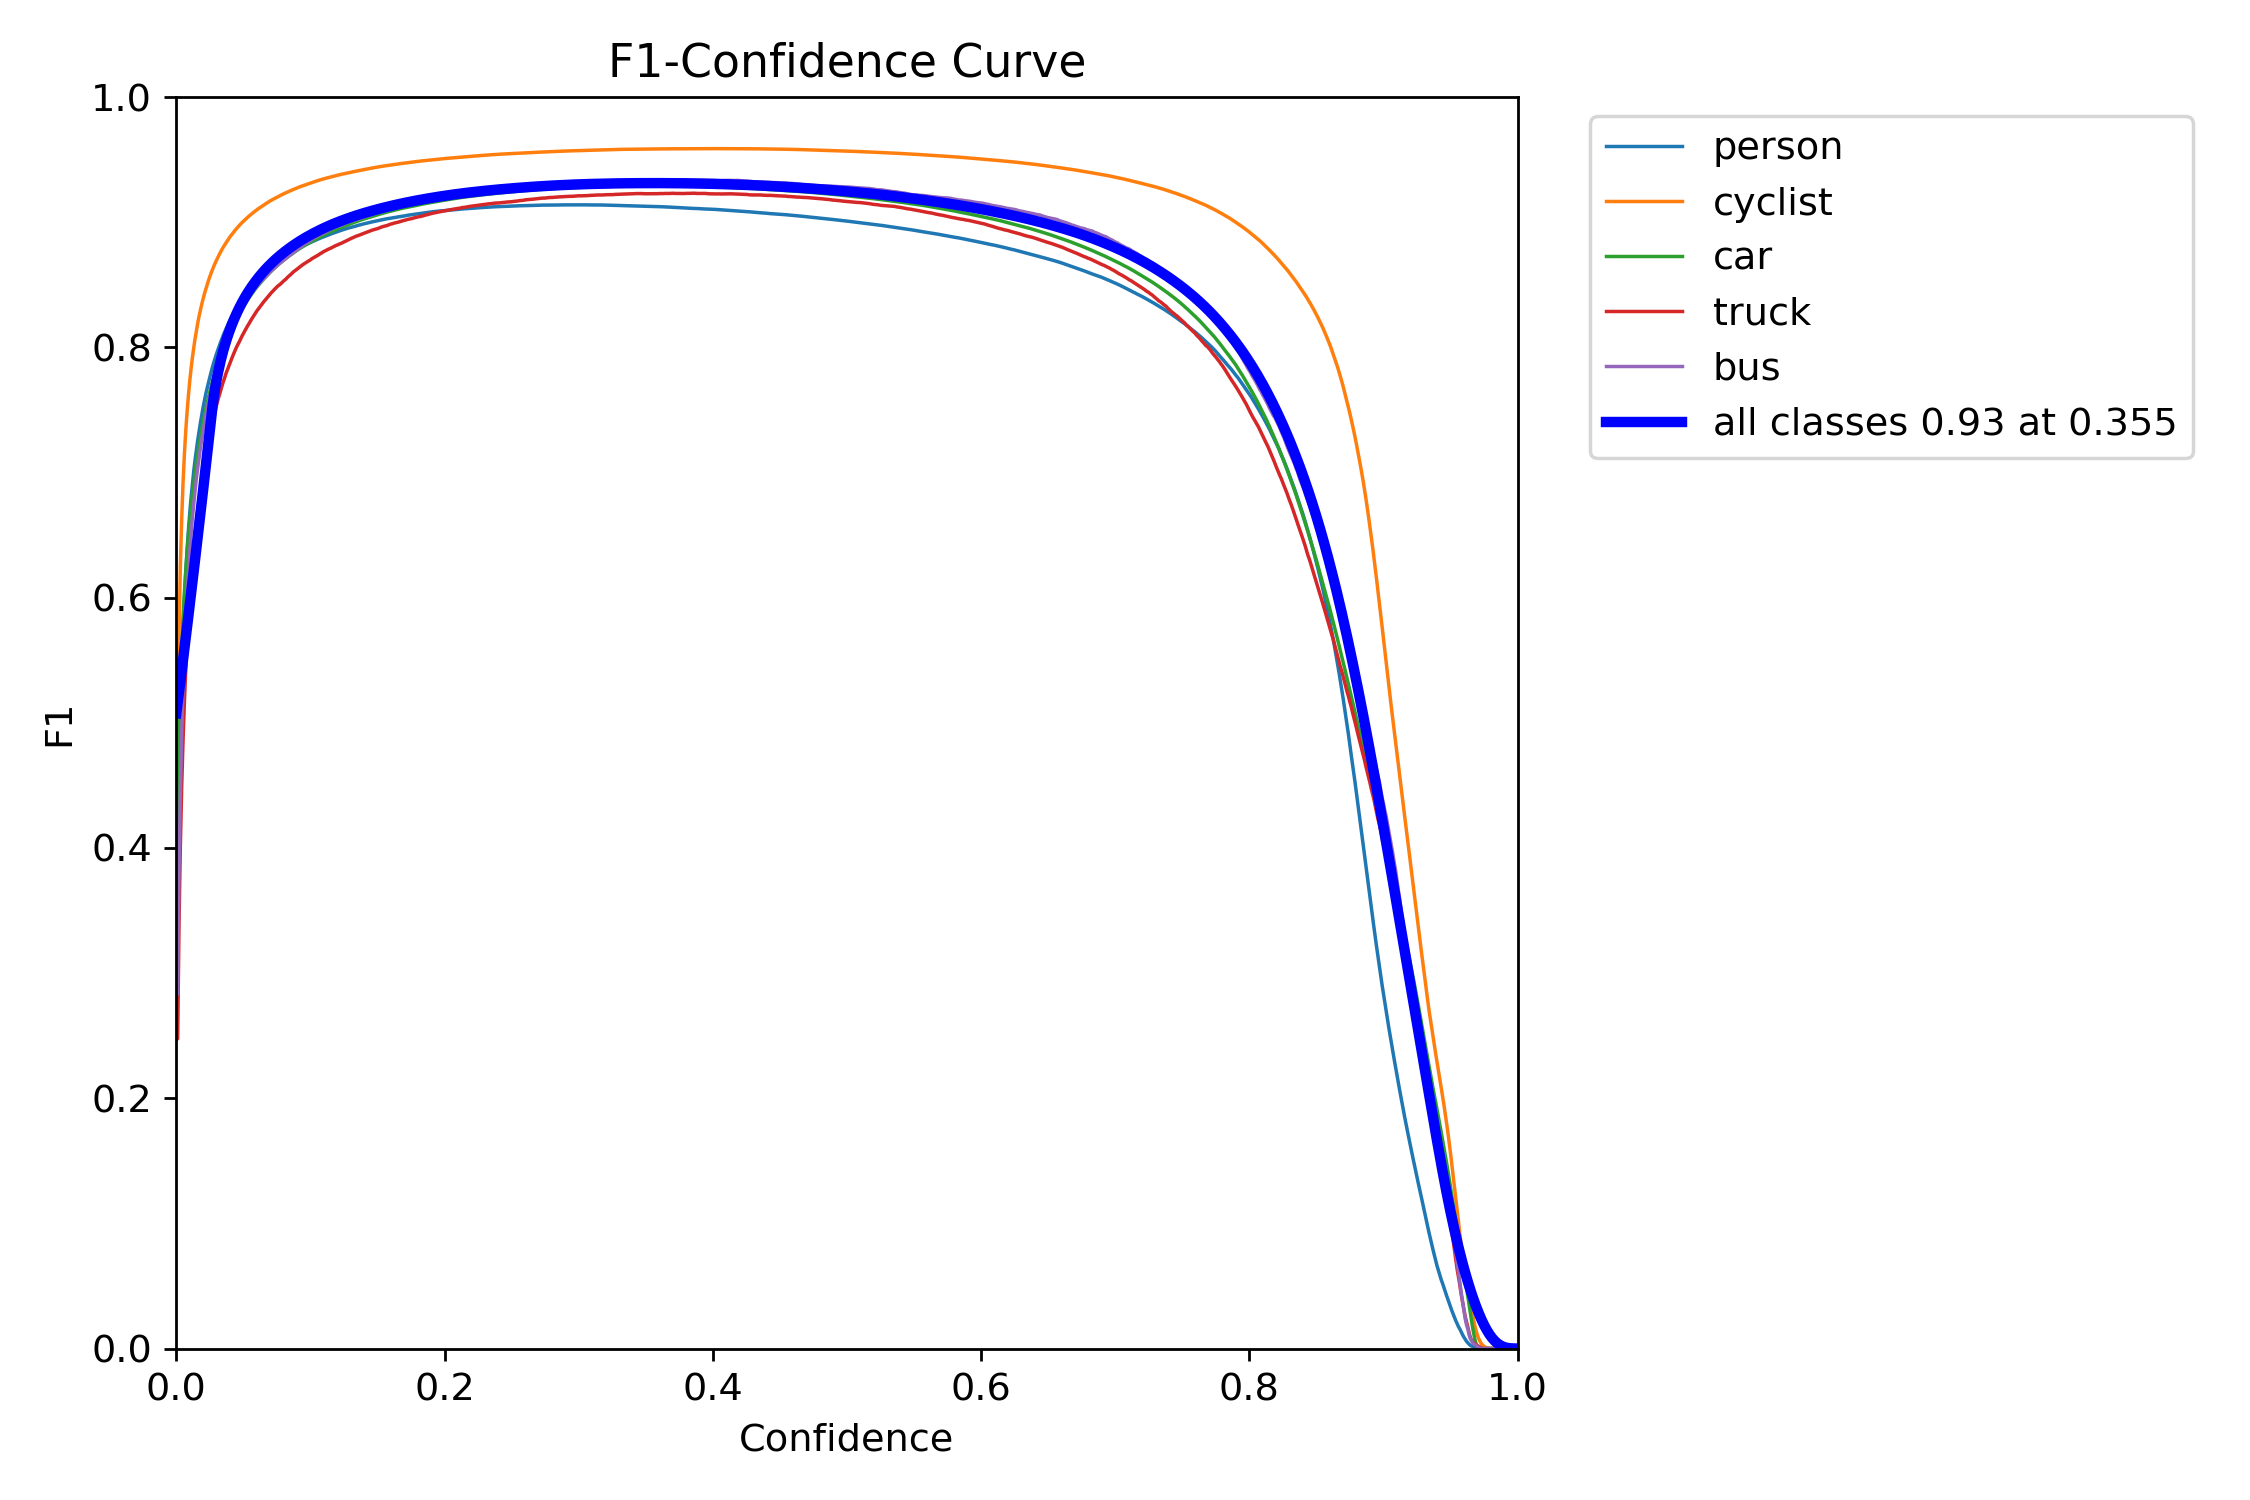 F1-Confidence Curve
1.0
0.8
0.6
0.4
0.2
0.0
F1
0.0 0.2 0.4 0.6 0.8 1.0
Confidence
person
cyclist
car
truck
bus
all classes 0.93 at 0.355